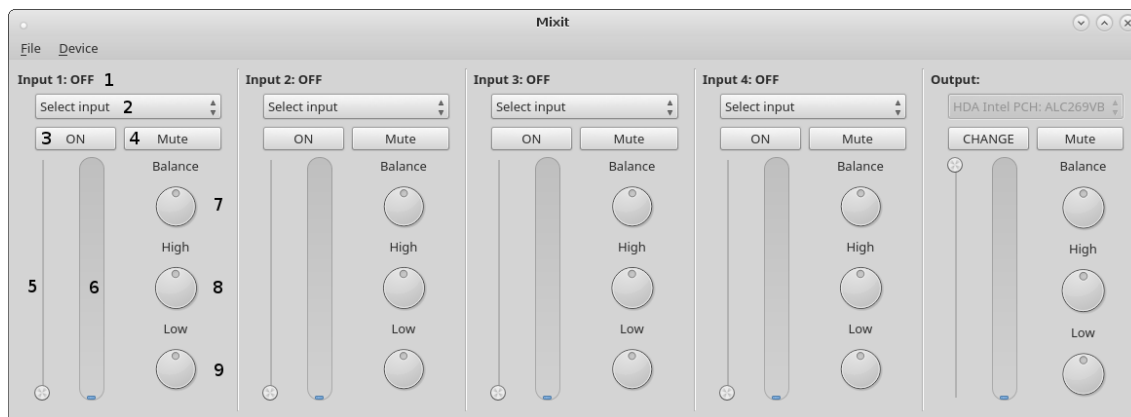 Mixit
File Device
Input 1: OFF 1
Select input 2
3 ON 4 Mute
Balance
7
High
5 6 8
Low
9
Input 2: OFF
Select input
ON Mute
Balance
High
Low
Input 3: OFF
Select input
ON Mute
Balance
High
Low
Input 4: OFF
Select input
ON Mute
Balance
High
Low
Output:
HDA Intel PCH: ALC269VB
CHANGE Mute
Balance
High
Low